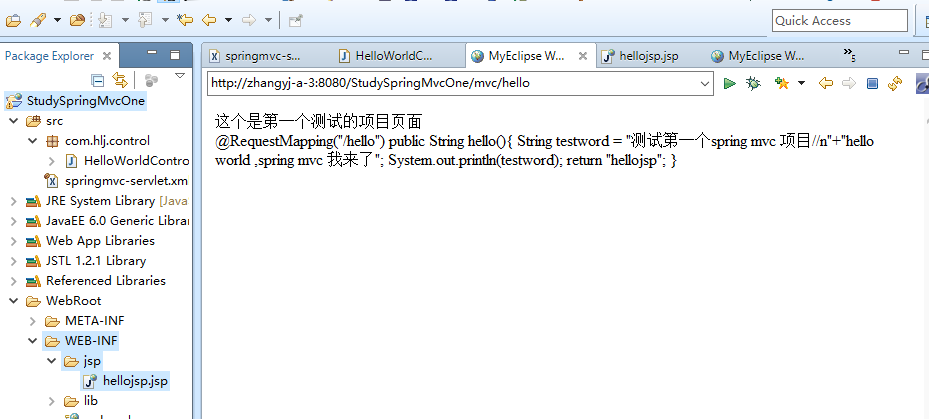 Quick Access
Package Explorer
springmvc-s...
HelloWorldC...
MyEclipse W...
hellojsp.jsp
MyEclipse W...
»5
http://zhangyj-a-3:8080/StudySpringMvcOne/mvc/hello
StudySpringMvcOne
src
com.hlj.control
HelloWorldContro
springmvc-servlet.xm
JRE System Library [Java
JavaEE 6.0 Generic Librar
Web App Libraries
JSTL 1.2.1 Library
Referenced Libraries
WebRoot
META-INF
WEB-INF
jsp
hellojsp.jsp
lib
这个是第一个测试的项目页面
@RequestMapping("/hello") public String hello(){ String testword = "测试第一个spring mvc 项目//n"+"hello
world ,spring mvc 我来了"; System.out.println(testword); return "hellojsp"; }